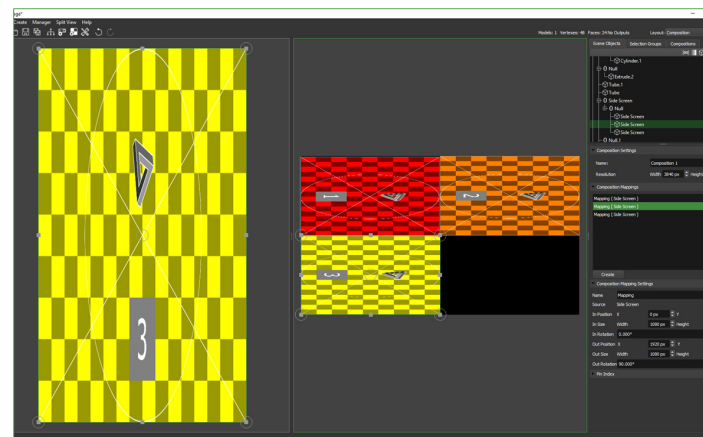 age*
Create Manager Split View Help
Models: 1 Vertexes: 48 Faces: 24 No Outputs Layout: Composition
Scene Objects Selection Groups Compositions
Cylinder.1
Null
Extrude.2
Tube.1
Tube
Side Screen
Null
Side Screen
Side Screen
Side Screen
Null.1
Composition Settings
Name: Composition 1
Resolution Width 3840 px Height
Composition Mappings
Mapping ( Side Screen )
Mapping ( Side Screen )
Mapping ( Side Screen )
Create
Composition Mapping Settings
Name Mapping
Source Side Screen
In Position X 0 px Y
In Size Width 1080 px Height
In Rotation 0.000°
Out Position X 1920 px Y
Out Size Width 1080 px Height
Out Rotation 90.000°
Pin Index
1
2
3
3